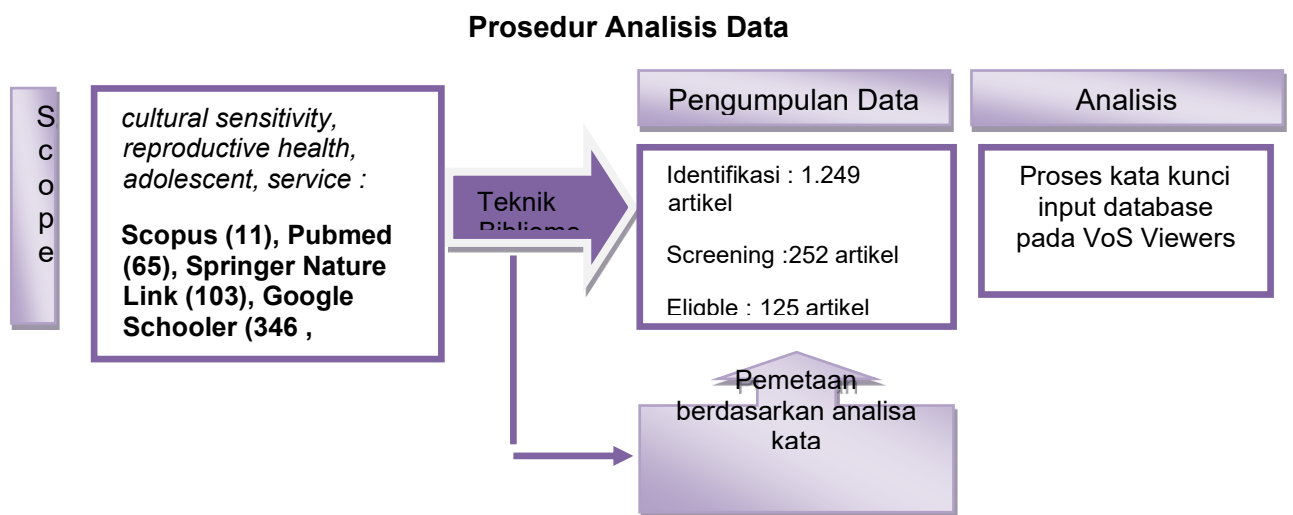 Prosedur Analisis Data
Scope
cultural sensitivity,
reproductive health,
adolescent, service :
Scopus (11), Pubmed
(65), Springer Nature
Link (103), Google
Schooler (346 ,
Teknik
Pengumpulan Data
Identifikasi : 1.249
artikel
Screening :252 artikel
Eligble : 125 artikel
Analisis
Proses kata kunci
input database
pada VoS Viewers
Pemetaan
berdasarkan analisa
kata